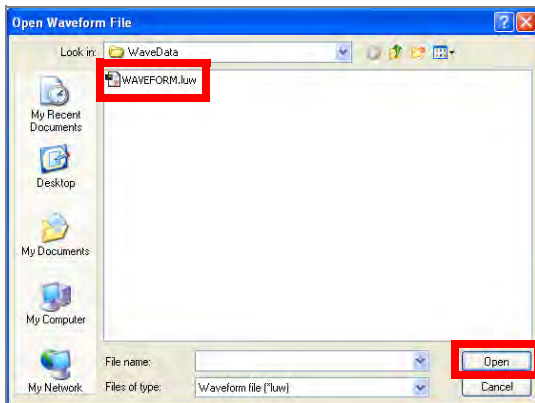 Open Waveform File
Look in: WaveData
WAVEFORM.luw
My Recent
Documents
Desktop
My Documents
My Computer
My Network
File name:
Open
Files of type: Waveform file (*luw)
Cancel